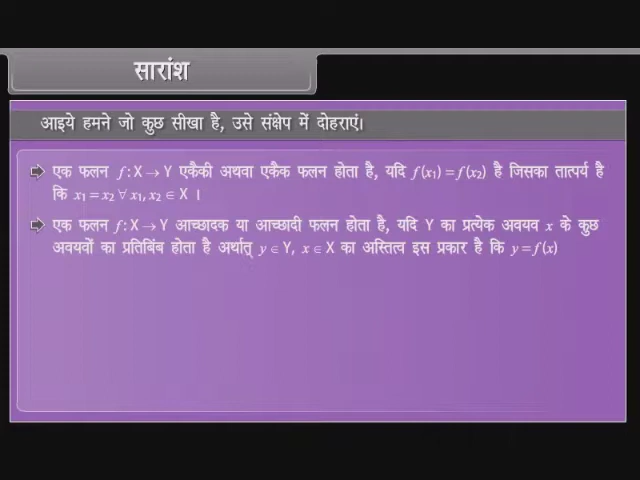 सारांश
आइये हमने जो कुछ सीखा है, उसे संक्षेप में दोहराएं।
एक फलन f : X → Y एकैकी अथवा एकैक फलन होता है, यदि f (x₁) = f (x₂) है जिसका तात्पर्य है
कि x₁ = x₂ ∀ x₁, x₂ ∈ X ।
एक फलन f : X → Y आच्छादक या आच्छादी फलन होता है, यदि Y का प्रत्येक अवयव x के कुछ
अवयवों का प्रतिबिंब होता है अर्थात् y ∈ Y, x ∈ X का अस्तित्व इस प्रकार है कि y = f (x)